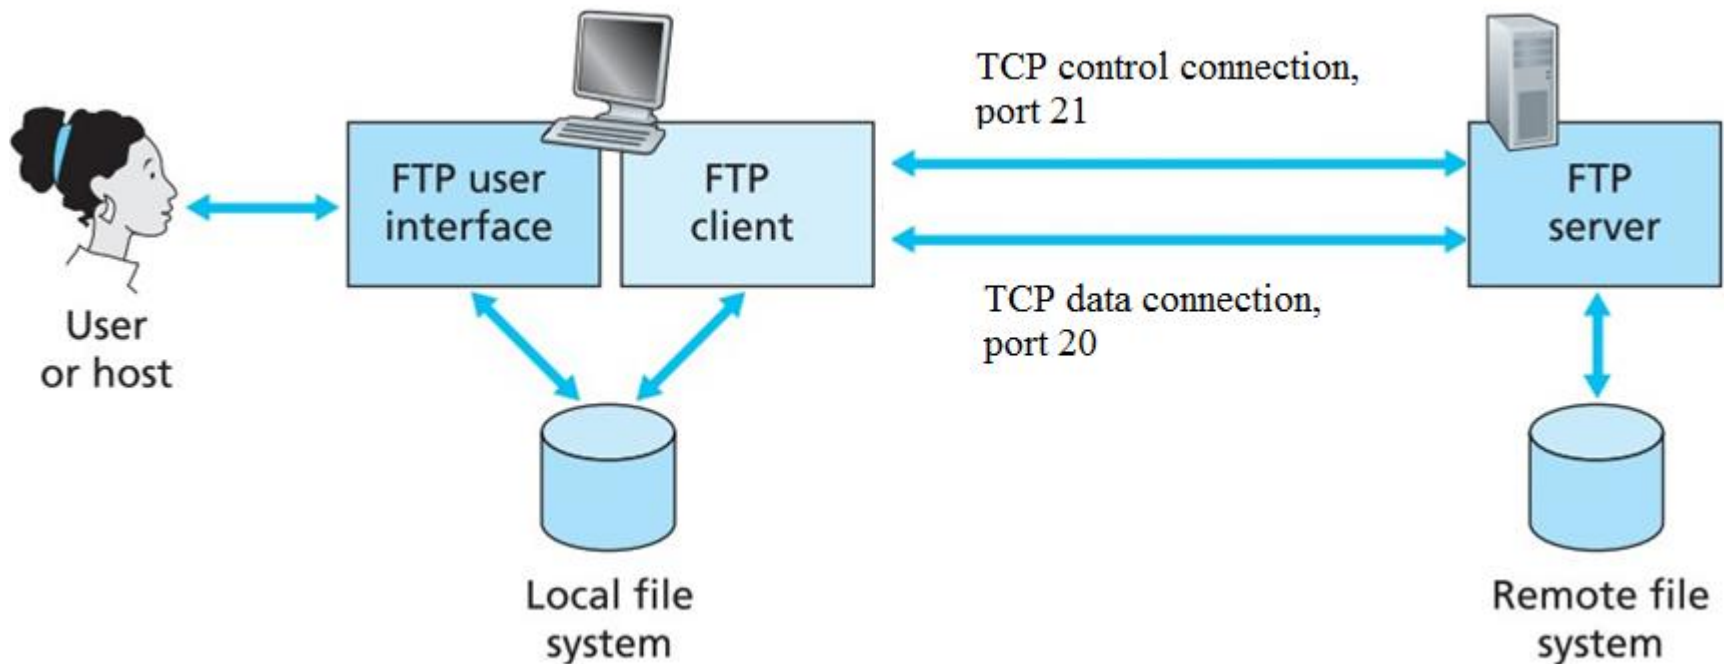 TCP control connection,
port 21
FTP user
interface
FTP
client
FTP
server
User
or host
TCP data connection,
port 20
Local file
system
Remote file
system